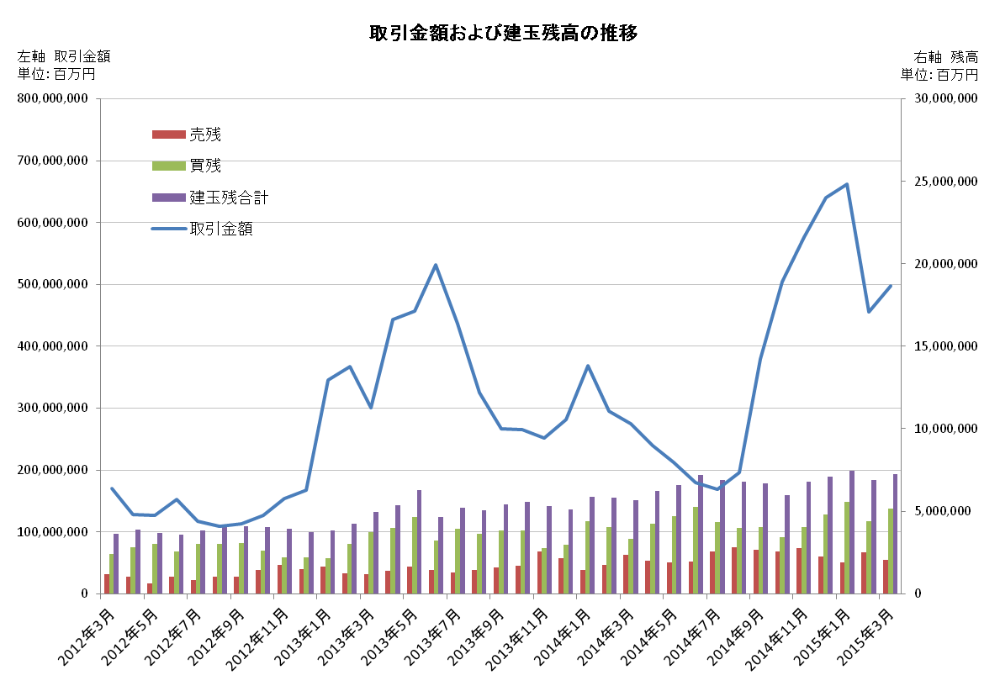 取引金額および建玉残高の推移
左軸 取引金額
単位: 百万円
右軸 残高
単位: 百万円
800,000,000
700,000,000
600,000,000
500,000,000
400,000,000
300,000,000
200,000,000
100,000,000
0
売残
買残
建玉残合計
取引金額
30,000,000
25,000,000
20,000,000
15,000,000
10,000,000
5,000,000
0
2012年3月
2012年5月
2012年7月
2012年9月
2012年11月
2013年1月
2013年3月
2013年5月
2013年7月
2013年9月
2013年11月
2014年1月
2014年3月
2014年5月
2014年7月
2014年9月
2014年11月
2015年1月
2015年3月